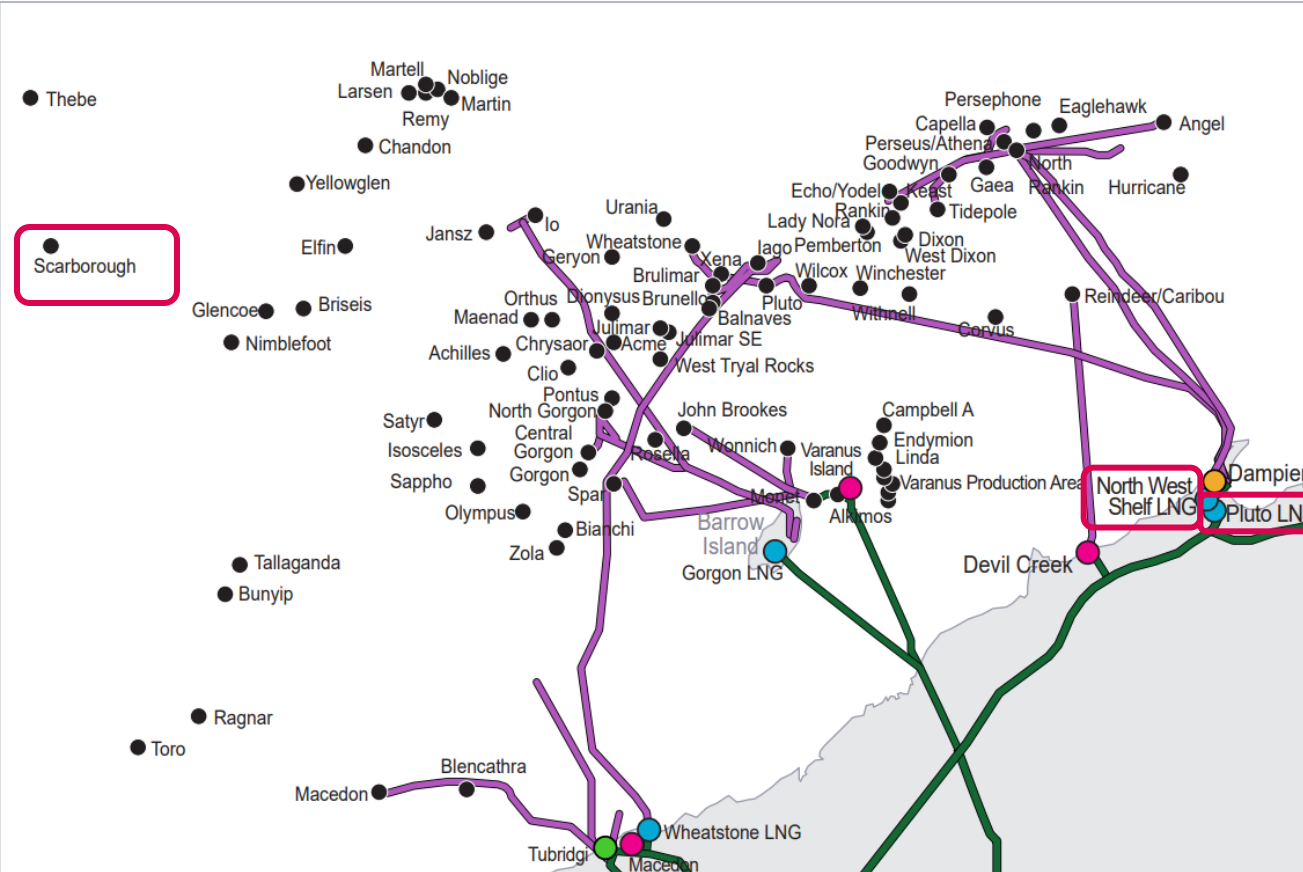 Martell
Noblige
Larsen
Martin
Remy
Thebe
Chandon
Yellowglen
Persephone
Eaglehawk
Capella
Angel
Perseus/Athena
Goodwyn
North
Rankin
Gaea
Hurricane
Echo/Yodel
Keast
Rankin
Tidepole
Lady Nora
Pemberton
Dixon
West Dixon
Urania
Io
Jansz
Wheatstone
Iago
Geryon
Xena
Elfin
Scarborough
Brulimar
Wilcox
Winchester
Reindeer/Caribou
Orthus
Dionysus
Brunello
Pluto
Glencoe
Briseis
Maenad
Balnaves
Withnell
Corvus
Julimar
Julimar SE
Nimblefoot
Chrysaor
Acme
Achilles
West Tryal Rocks
Clio
Pontus
North Gorgon
John Brookes
Campbell A
Satyr
Central
Gorgon
Wonnich
Varanus
Island
Endymion
Isosceles
Rosella
Linda
Gorgon
Sappho
Spar
Monet
Varanus Production Area
North West
Shelf LNG
Dampier
Olympus
Alkimos
Pluto LN
Bianchi
Barrow
Island
Zola
Tallaganda
Gorgon LNG
Devil Creek
Bunyip
Ragnar
Toro
Blencathra
Macedon
Wheatstone LNG
Tubridgi
Macedon